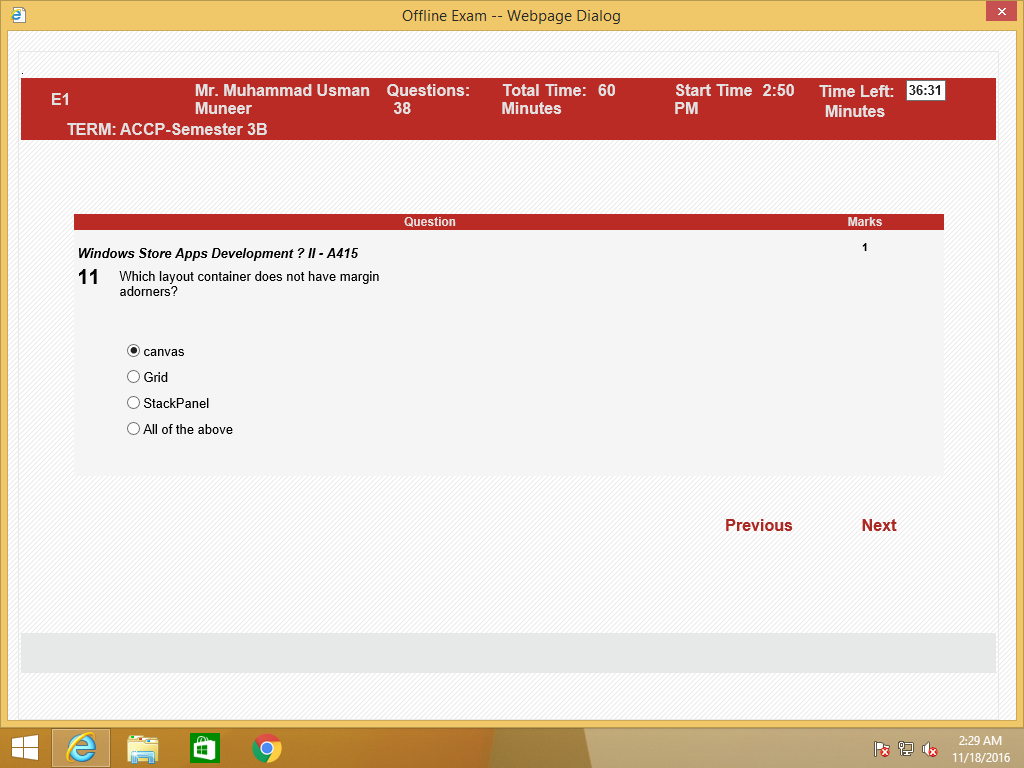 Offline Exam -- Webpage Dialog
.
E1
Mr. Muhammad Usman
Muneer
Questions:
38
Total Time: 60
Minutes
Start Time 2:50
PM
Time Left: 36:31
Minutes
TERM: ACCP-Semester 3B
Question Marks
Windows Store Apps Development ? II - A415
1
11 Which layout container does not have margin
adorners?
canvas
Grid
StackPanel
All of the above
Previous Next
2:29 AM
11/18/2016